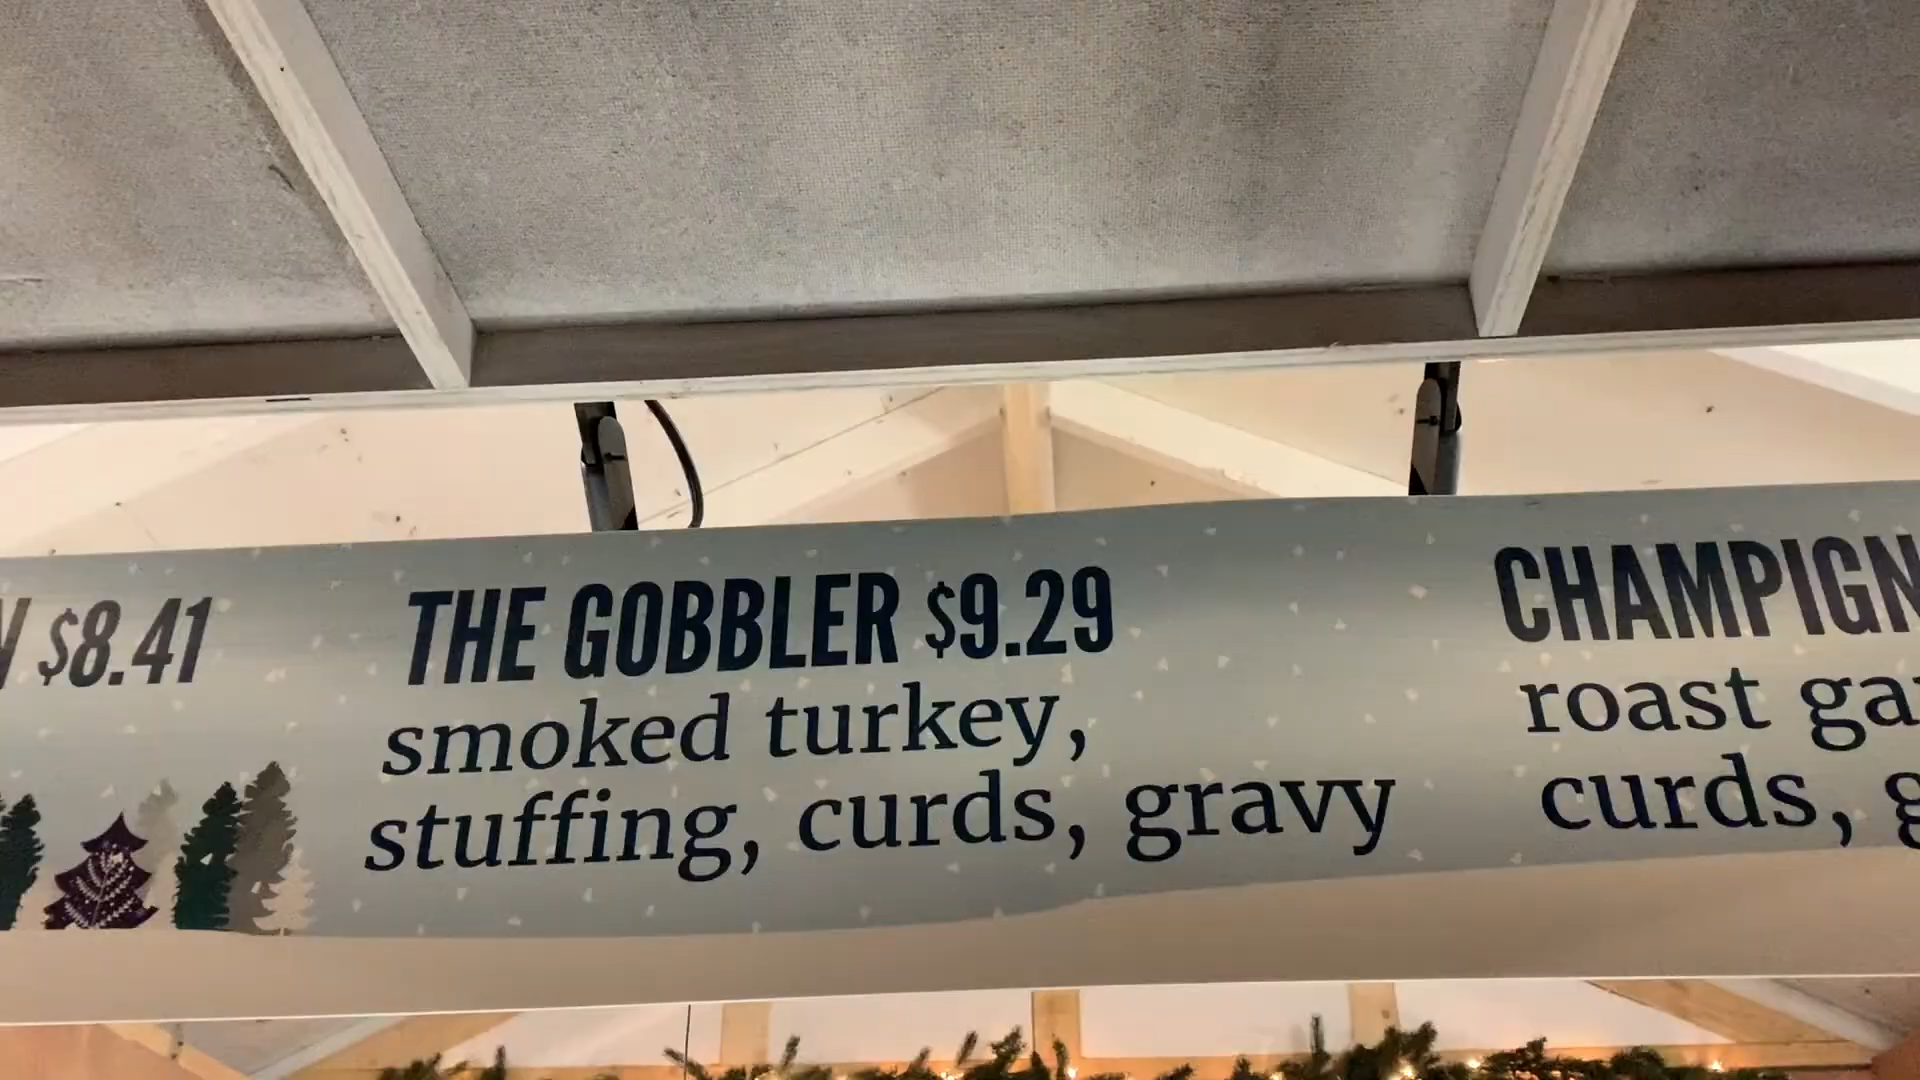 $8.41
THE GOBBLER $9.29
smoked turkey,
stuffing, curds, gravy
CHAMPIGN
roast ga
curds, g